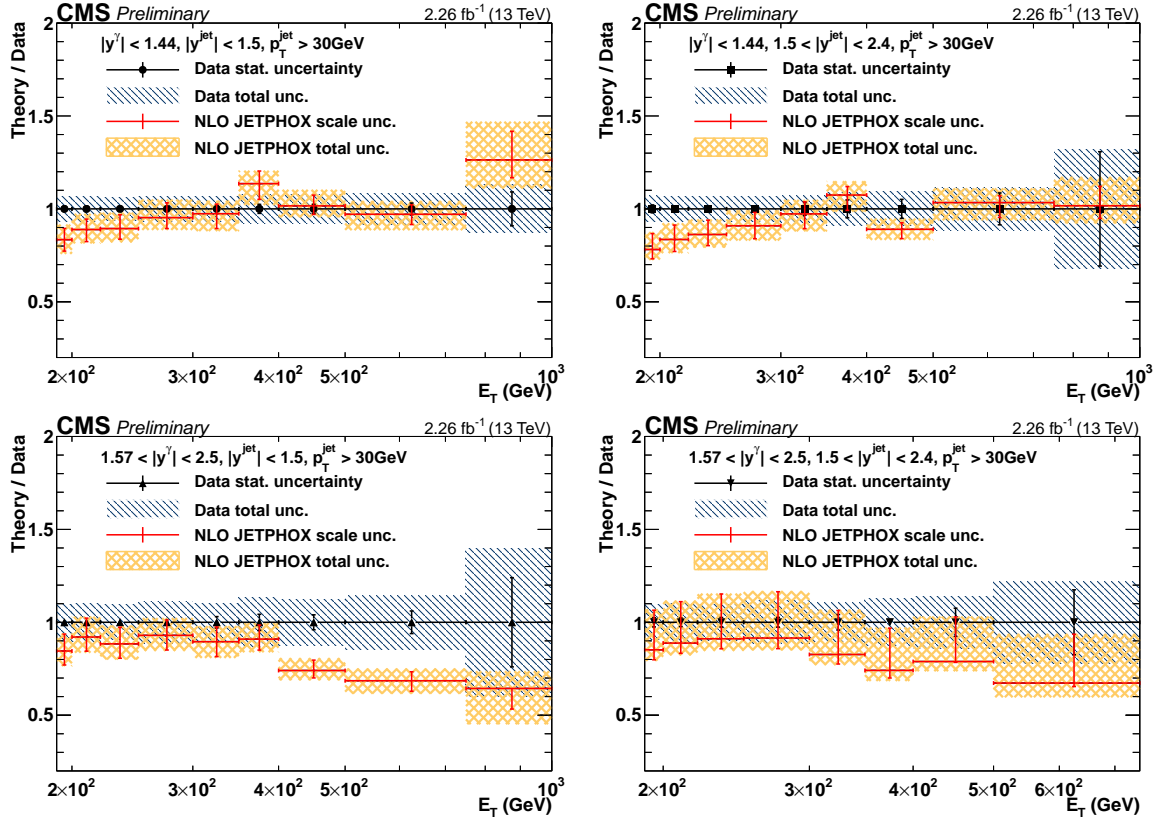 CMS Preliminary 2.26 fb⁻¹ (13 TeV)
|y^γ| < 1.44, |y^jet| < 1.5, p_T^jet > 30GeV
Data stat. uncertainty
Data total unc.
NLO JETPHOX scale unc.
NLO JETPHOX total unc.
Theory / Data
2
1.5
1
0.5
2×10² 3×10² 4×10² 5×10² 10³
E_T (GeV)
CMS Preliminary 2.26 fb⁻¹ (13 TeV)
|y^γ| < 1.44, 1.5 < |y^jet| < 2.4, p_T^jet > 30GeV
Data stat. uncertainty
Data total unc.
NLO JETPHOX scale unc.
NLO JETPHOX total unc.
Theory / Data
2
1.5
1
0.5
2×10² 3×10² 4×10² 5×10² 10³
E_T (GeV)
CMS Preliminary 2.26 fb⁻¹ (13 TeV)
1.57 < |y^γ| < 2.5, |y^jet| < 1.5, p_T^jet > 30GeV
Data stat. uncertainty
Data total unc.
NLO JETPHOX scale unc.
NLO JETPHOX total unc.
Theory / Data
2
1.5
1
0.5
2×10² 3×10² 4×10² 5×10² 10³
E_T (GeV)
CMS Preliminary 2.26 fb⁻¹ (13 TeV)
1.57 < |y^γ| < 2.5, 1.5 < |y^jet| < 2.4, p_T^jet > 30GeV
Data stat. uncertainty
Data total unc.
NLO JETPHOX scale unc.
NLO JETPHOX total unc.
Theory / Data
2
1.5
1
0.5
2×10² 3×10² 4×10² 5×10² 6×10²
E_T (GeV)